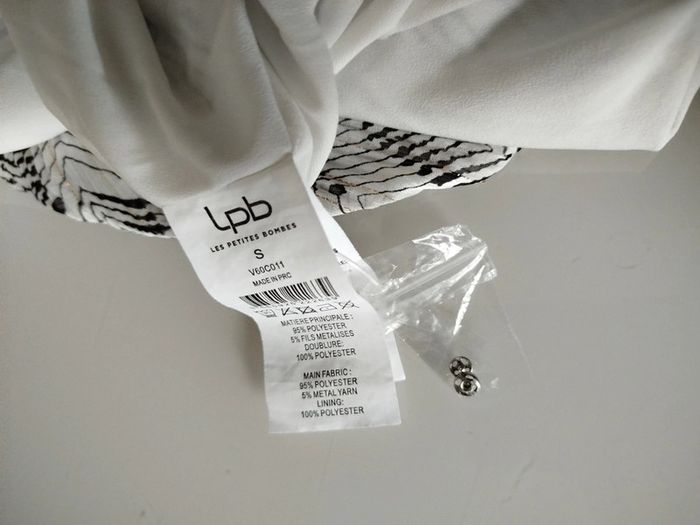 lpb
LES PETITES BOMBES
S
V60C011
MADE IN PRC
MATIERE PRINCIPALE :
95% POLYESTER
5% FILS METALISES
DOUBLURE:
100% POLYESTER
MAIN FABRIC :
95% POLYESTER
5% METAL YARN
LINING:
100% POLYESTER